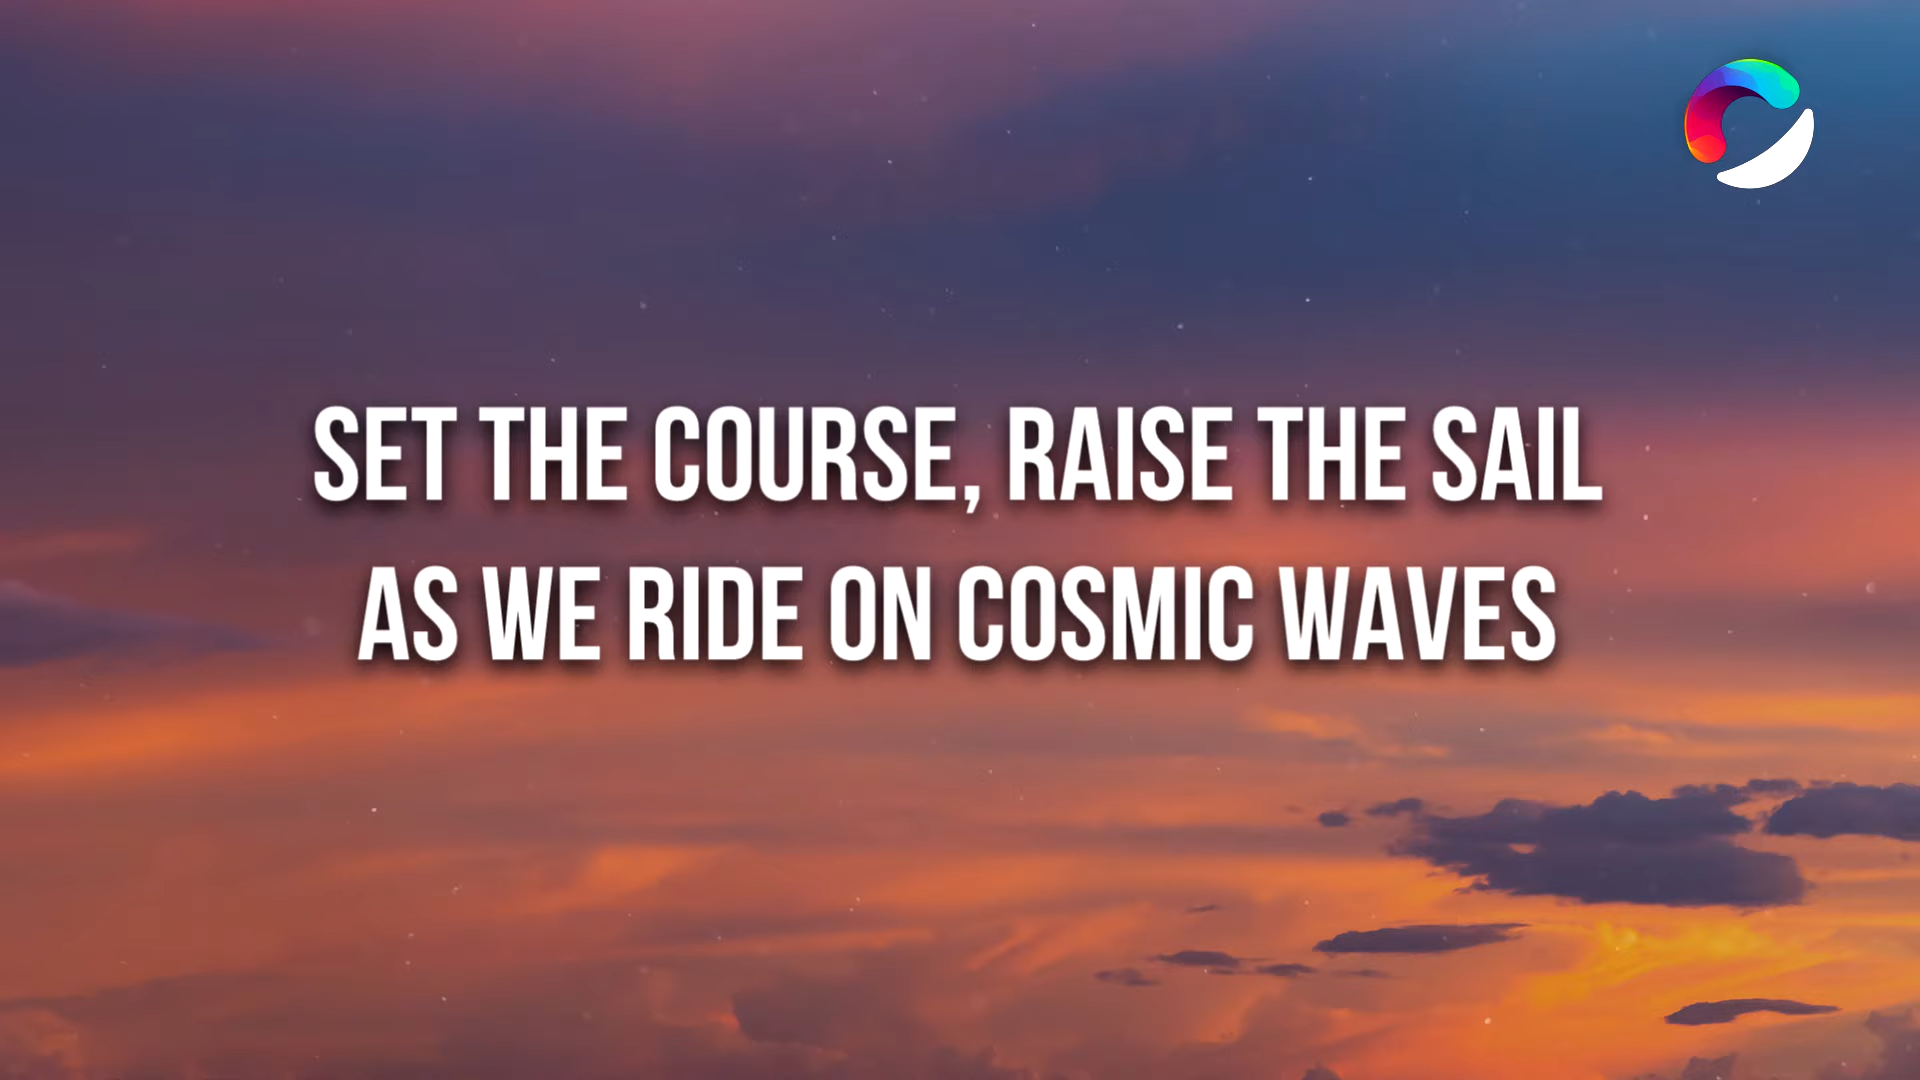 SET THE COURSE, RAISE THE SAIL
AS WE RIDE ON COSMIC WAVES